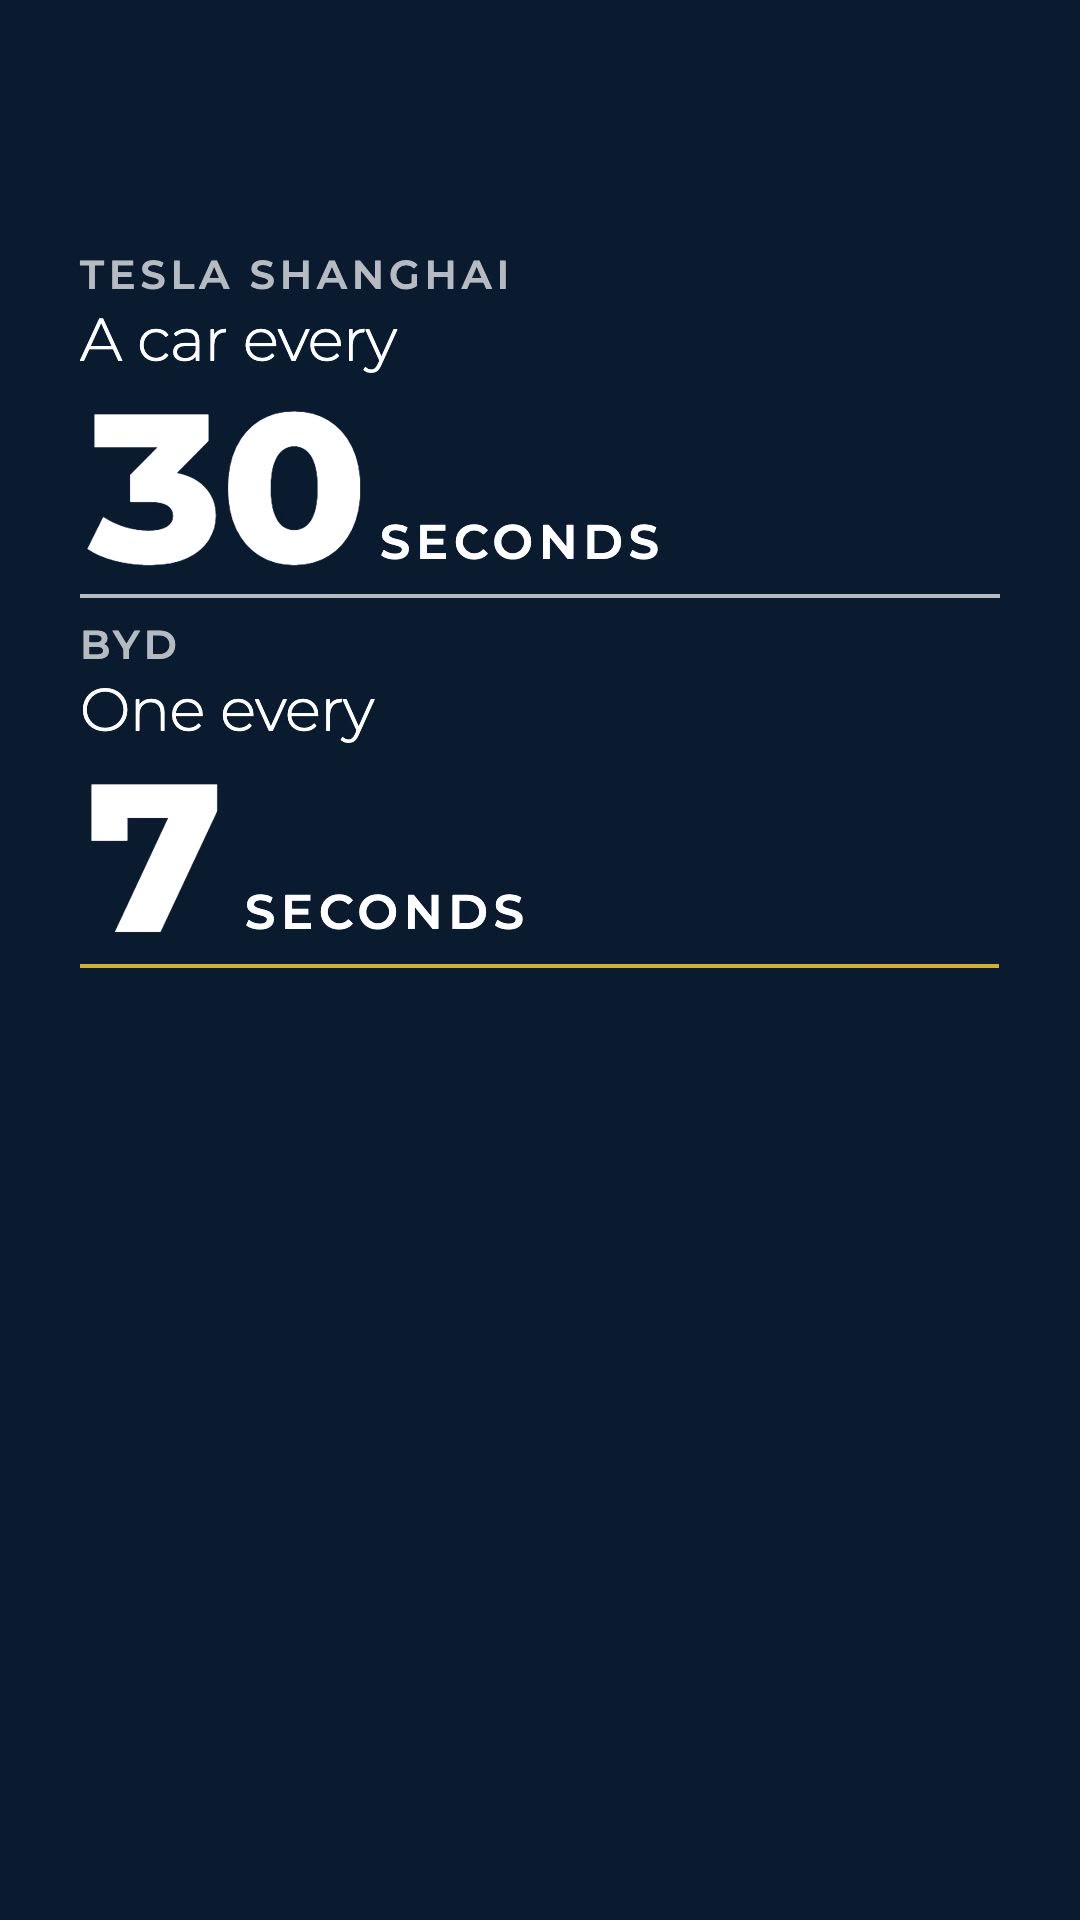 TESLA SHANGHAI
A car every
30 SECONDS
BYD
One every
7 SECONDS